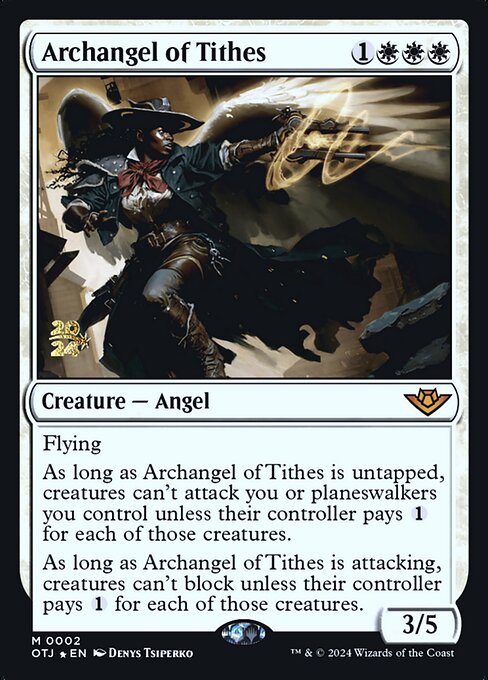 Archangel of Tithes 1
2024
Creature — Angel
Flying
As long as Archangel of Tithes is untapped,
creatures can't attack you or planeswalkers
you control unless their controller pays 1
for each of those creatures.
As long as Archangel of Tithes is attacking,
creatures can't block unless their controller
pays 1 for each of those creatures.
3/5
M 0002
OTJ ★ EN Denys Tsiperko ™ & © 2024 Wizards of the Coast